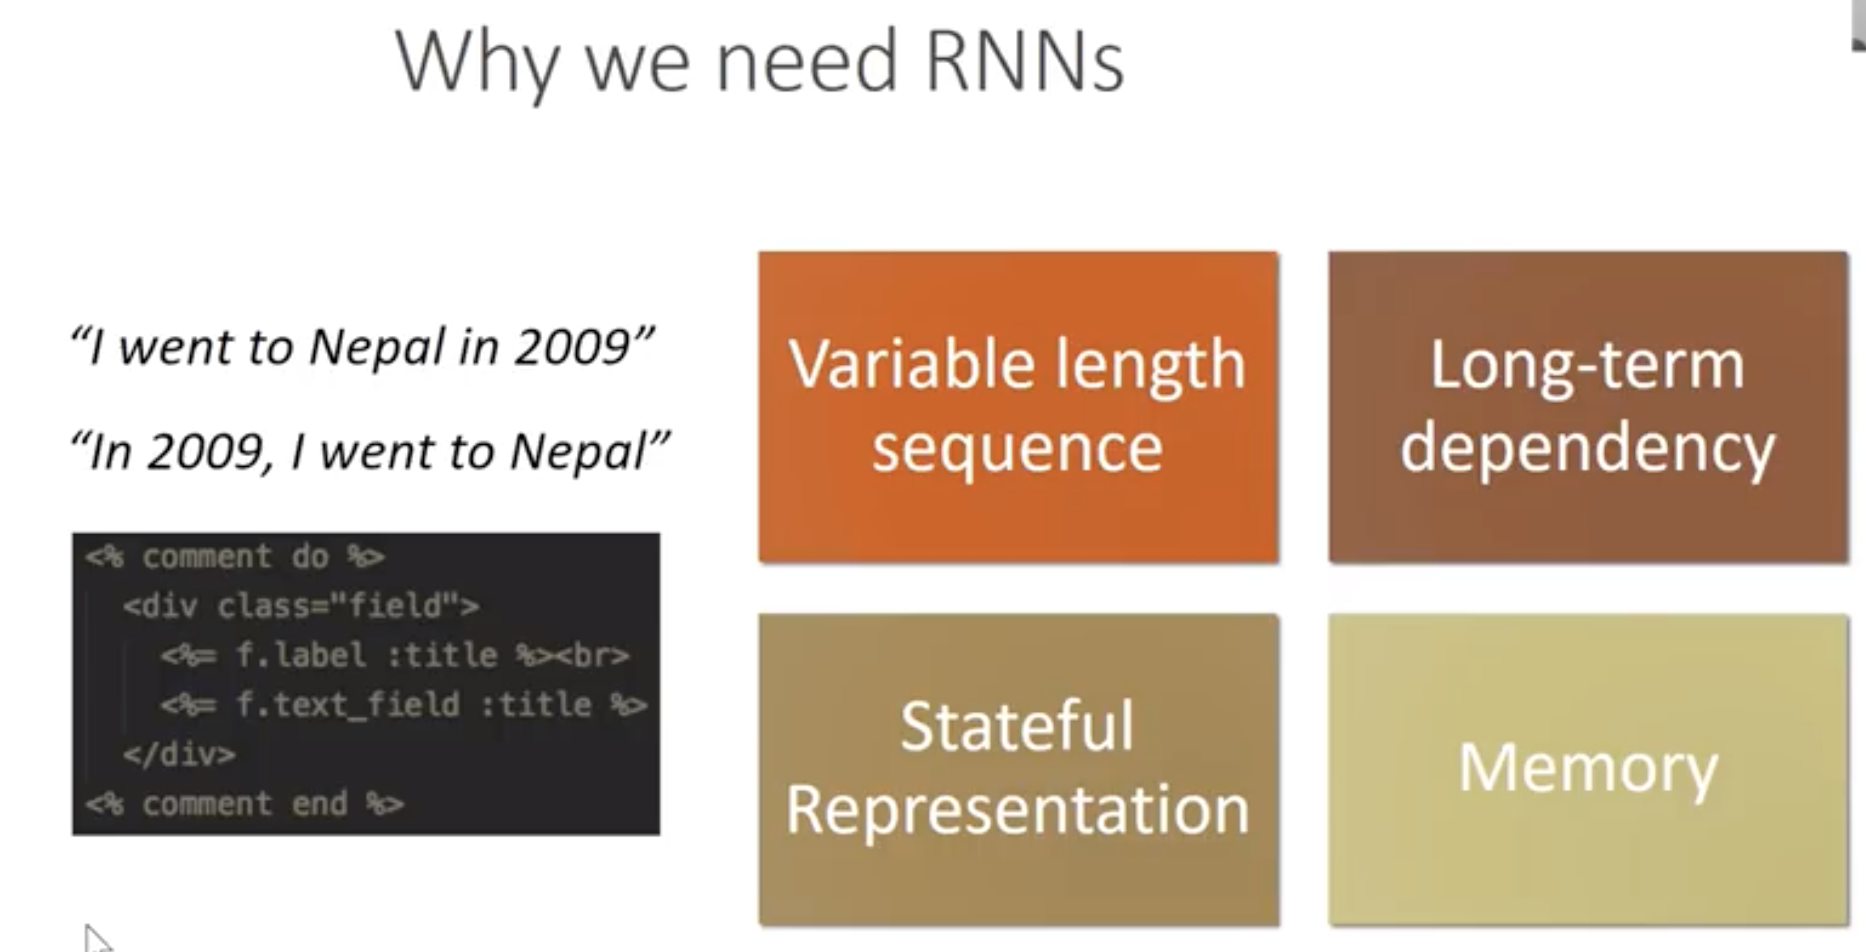 Why we need RNNs
“I went to Nepal in 2009”
“In 2009, I went to Nepal”
<% comment do %>
<div class="field">
<%= f.label :title %><br>
<%= f.text_field :title %>
</div>
<% comment end %>
Variable length
sequence
Long-term
dependency
Stateful
Representation
Memory